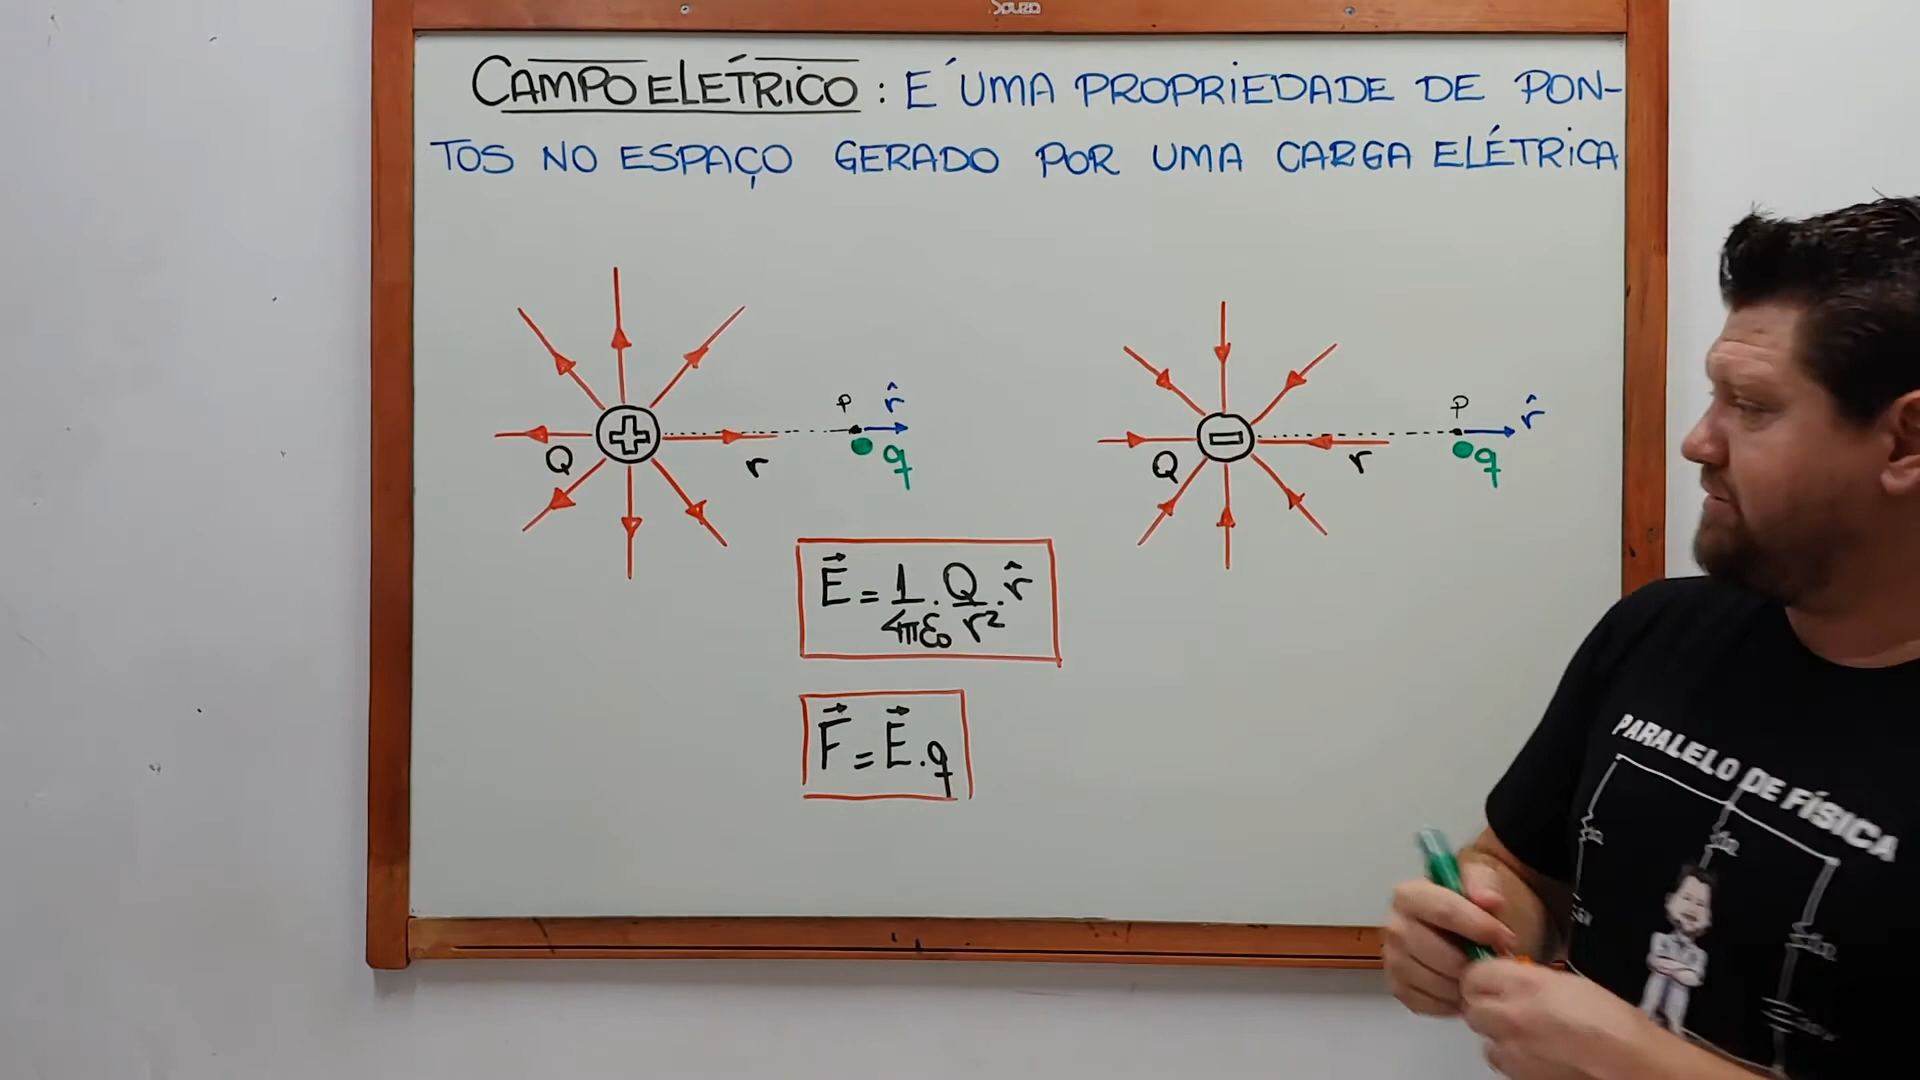 Souza
CAMPO ELÉTRICO : É UMA PROPRIEDADE DE PON-
TOS NO ESPAÇO GERADO POR UMA CARGA ELÉTRICA
P r̂
Q r q
P r̂
Q r q
E⃗ = 1/4πε₀ . Q/r² . r̂
F⃗ = E⃗ . q
PARALELO DE FÍSICA